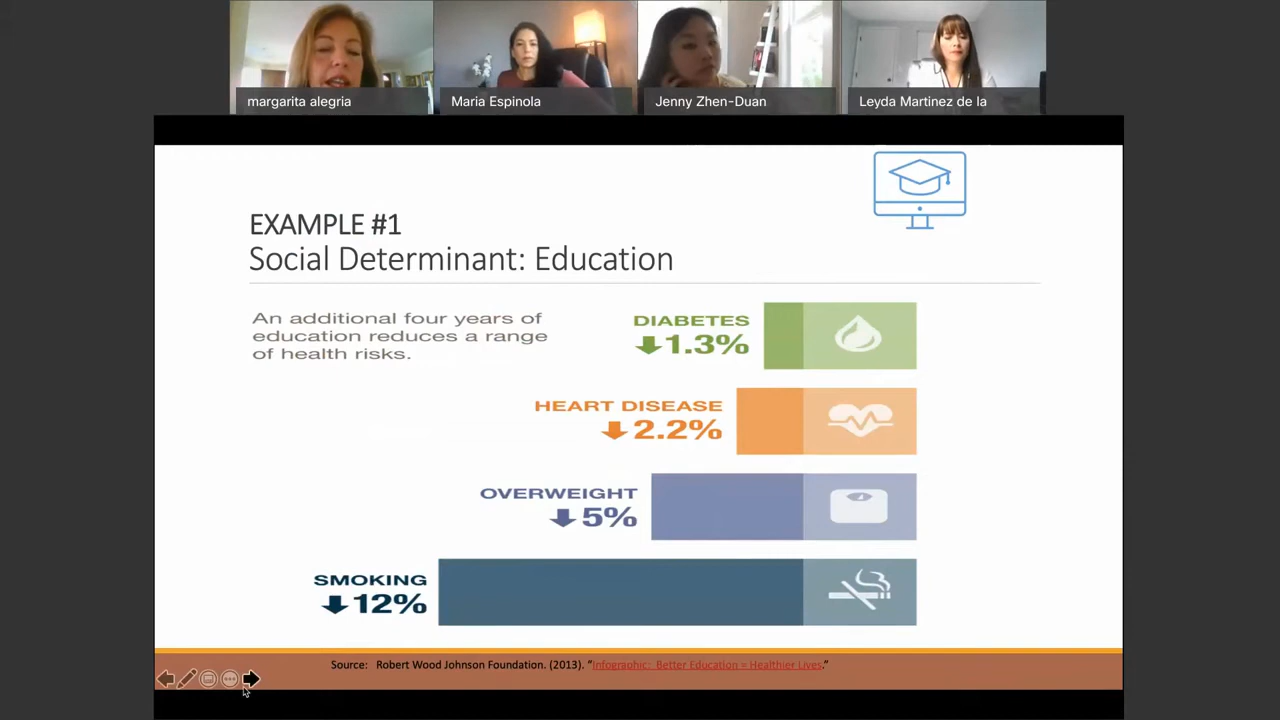 margarita alegria
Maria Espinola
Jenny Zhen-Duan
Leyda Martinez de la
EXAMPLE #1
Social Determinant: Education
An additional four years of
education reduces a range
of health risks.
DIABETES
1.3%
HEART DISEASE
2.2%
OVERWEIGHT
5%
SMOKING
12%
Source: Robert Wood Johnson Foundation. (2013). "Infographic: Better Education = Healthier Lives."